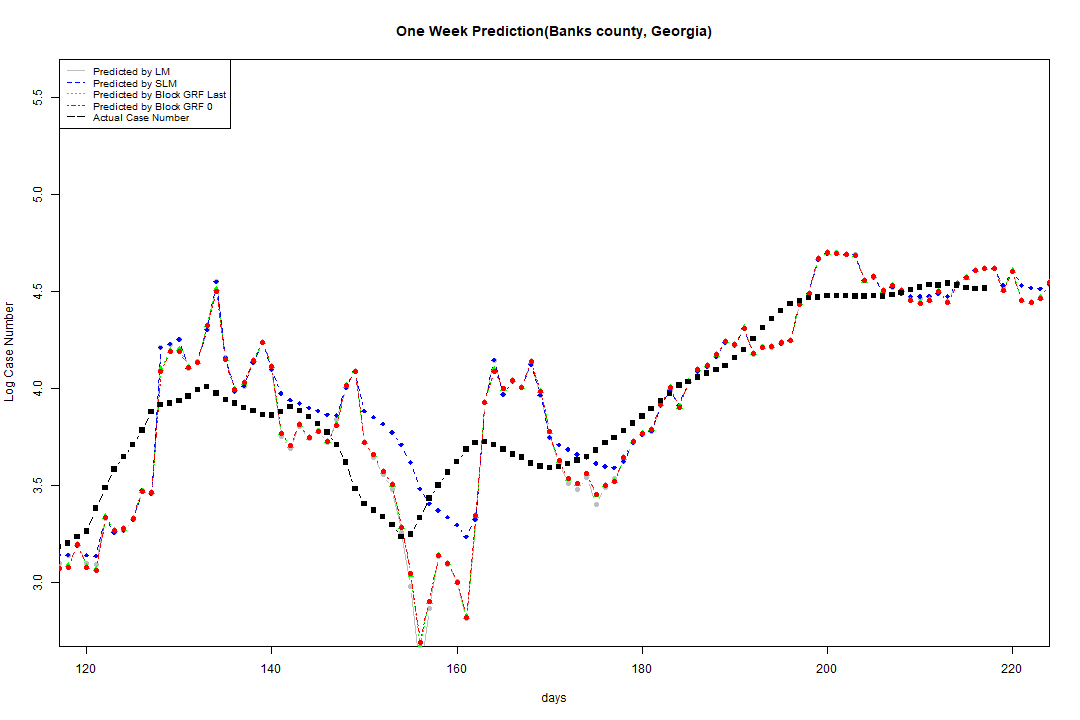 One Week Prediction(Banks county, Georgia)
Predicted by LM
Predicted by SLM
Predicted by Block GRF Last
Predicted by Block GRF 0
Actual Case Number
5.5
5.0
4.5
4.0
3.5
3.0
Log Case Number
120 140 160 180 200 220
days